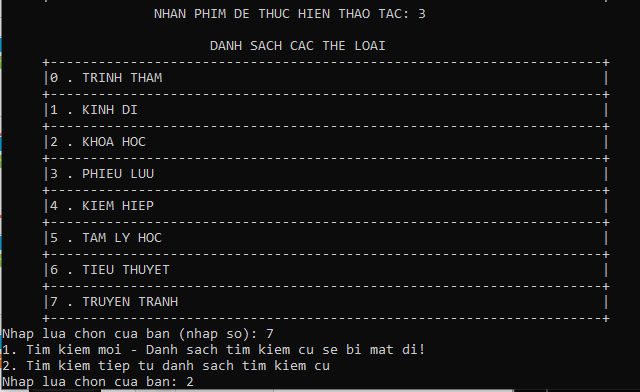 NHAN PHIM DE THUC HIEN THAO TAC: 3
DANH SACH CAC THE LOAI
0 . TRINH THAM
1 . KINH DI
2 . KHOA HOC
3 . PHIEU LUU
4 . KIEM HIEP
5 . TAM LY HOC
6 . TIEU THUYET
7 . TRUYEN TRANH
Nhap lua chon cua ban (nhap so): 7
1. Tim kiem moi - Danh sach tim kiem cu se bi mat di!
2. Tim kiem tiep tu danh sach tim kiem cu
Nhap lua chon cua ban: 2